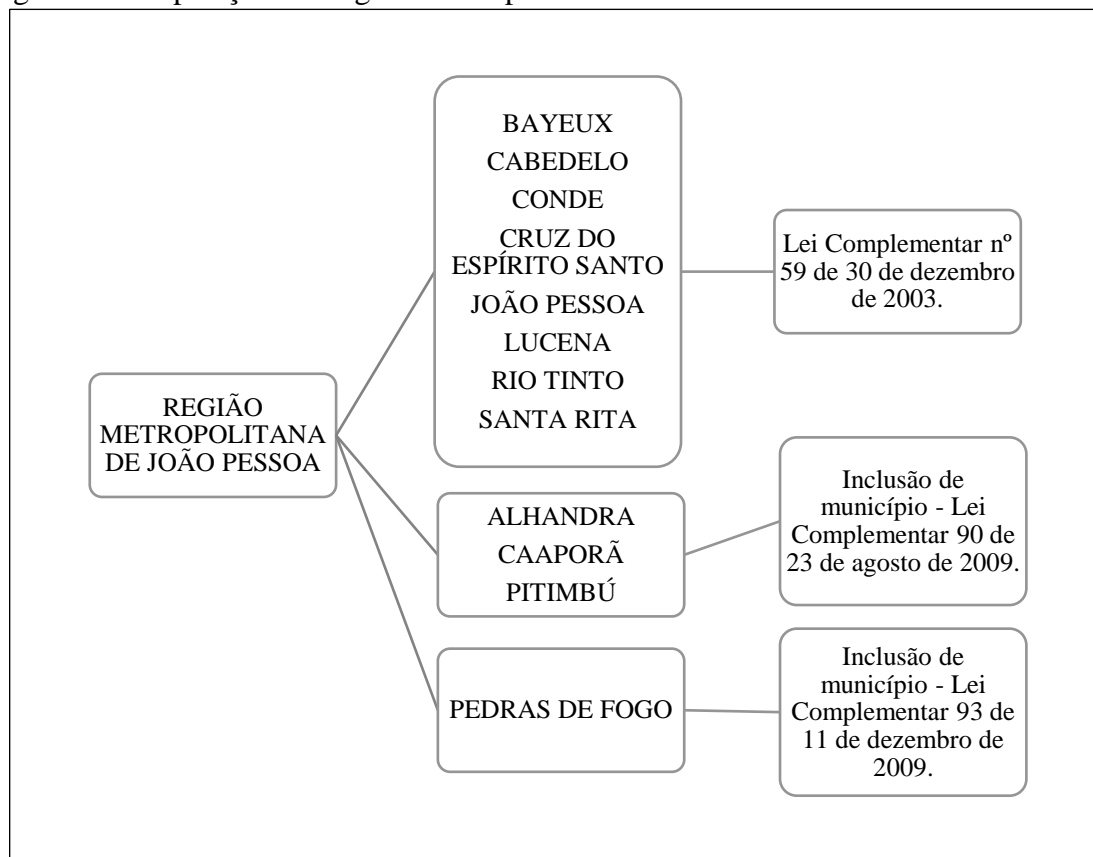 BAYEUX
CABEDELO
CONDE
CRUZ DO
ESPÍRITO SANTO
JOÃO PESSOA
LUCENA
RIO TINTO
SANTA RITA
Lei Complementar nº
59 de 30 de dezembro
de 2003.
REGIÃO
METROPOLITANA
DE JOÃO PESSOA
ALHANDRA
CAAPORÃ
PITIMBÚ
Inclusão de
município - Lei
Complementar 90 de
23 de agosto de 2009.
PEDRAS DE FOGO
Inclusão de
município - Lei
Complementar 93 de
11 de dezembro de
2009.